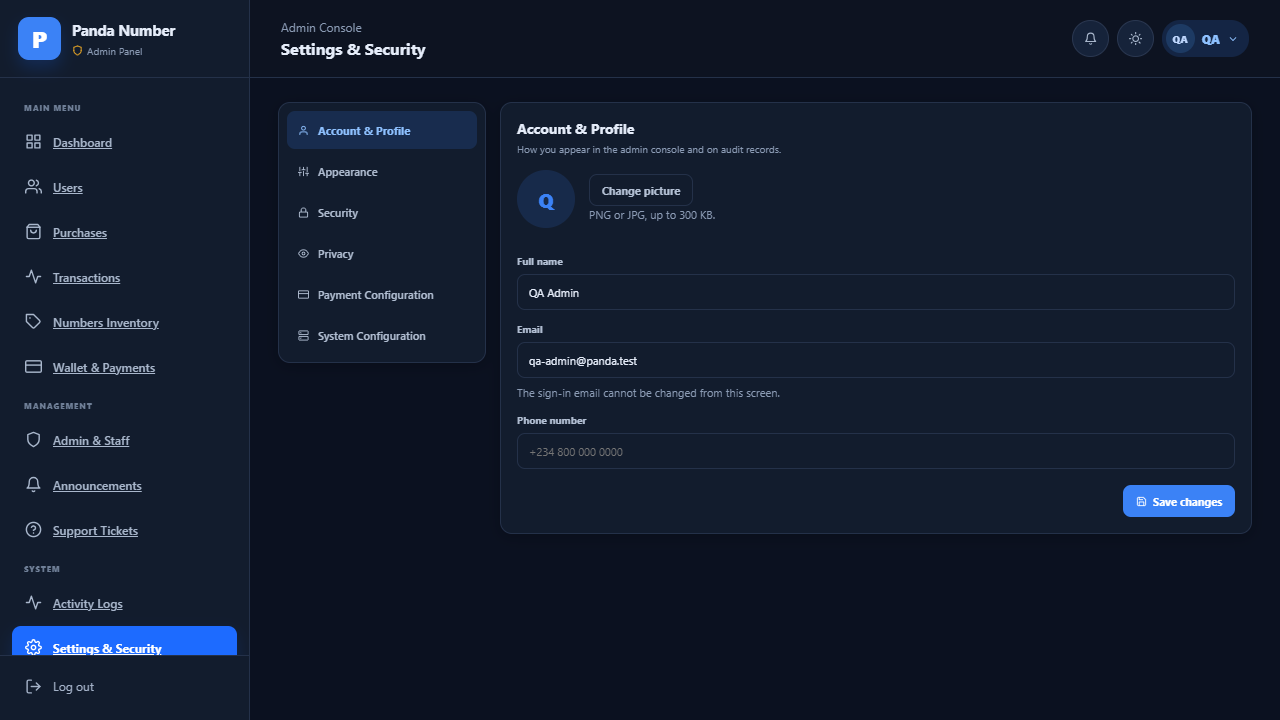 P
Panda Number
Admin Panel
MAIN MENU
Dashboard
Users
Purchases
Transactions
Numbers Inventory
Wallet & Payments
MANAGEMENT
Admin & Staff
Announcements
Support Tickets
SYSTEM
Activity Logs
Settings & Security
Log out
Admin Console
Settings & Security
QA
QA
Account & Profile
Appearance
Security
Privacy
Payment Configuration
System Configuration
Account & Profile
How you appear in the admin console and on audit records.
Q
Change picture
PNG or JPG, up to 300 KB.
Full name
QA Admin
Email
qa-admin@panda.test
The sign-in email cannot be changed from this screen.
Phone number
+234 800 000 0000
Save changes